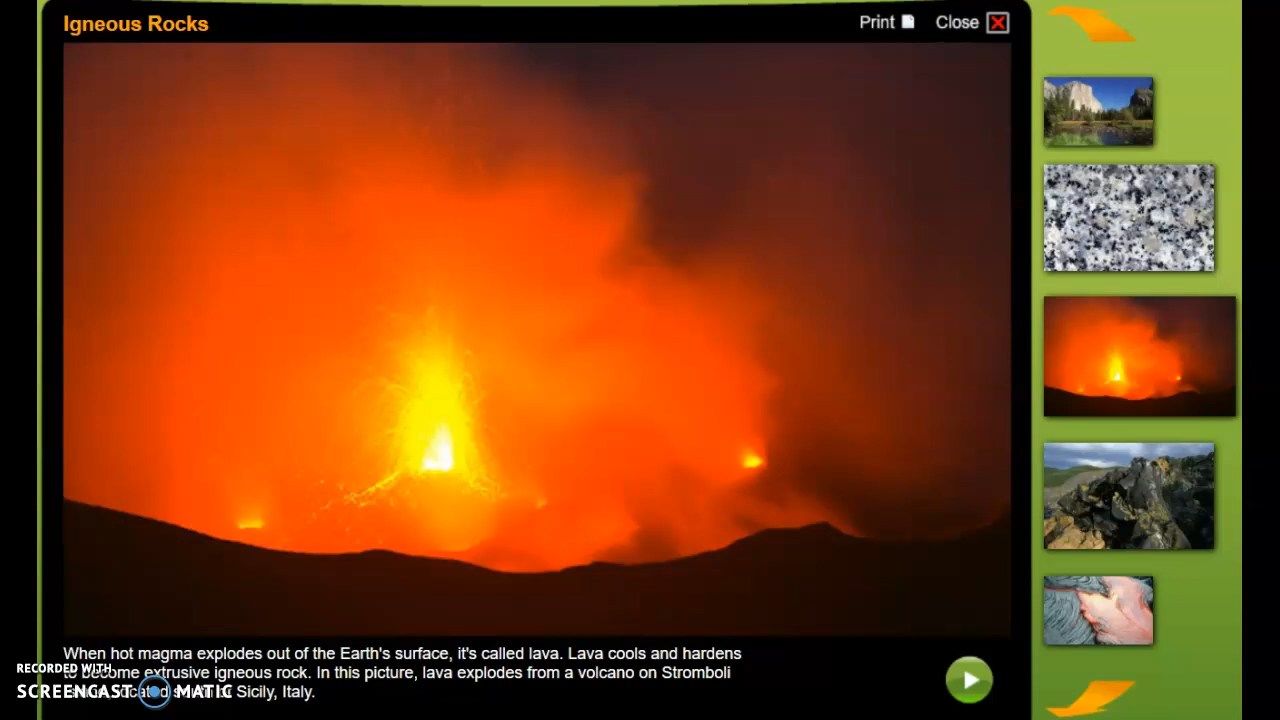 Igneous Rocks
Print
Close
When hot magma explodes out of the Earth's surface, it's called lava. Lava cools and hardens
to become extrusive igneous rock. In this picture, lava explodes from a volcano on Stromboli
Sicily, Italy.
RECORDED WITH
SCREENCAST MATIC